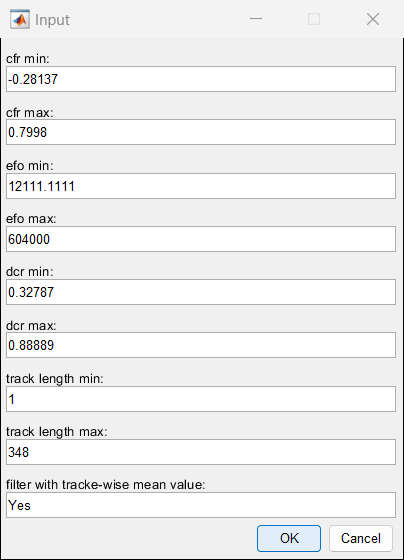 Input
cfr min:
-0.28137
cfr max:
0.7998
efo min:
12111.1111
efo max:
604000
dcr min:
0.32787
dcr max:
0.88889
track length min:
1
track length max:
348
filter with tracke-wise mean value:
Yes
OK Cancel